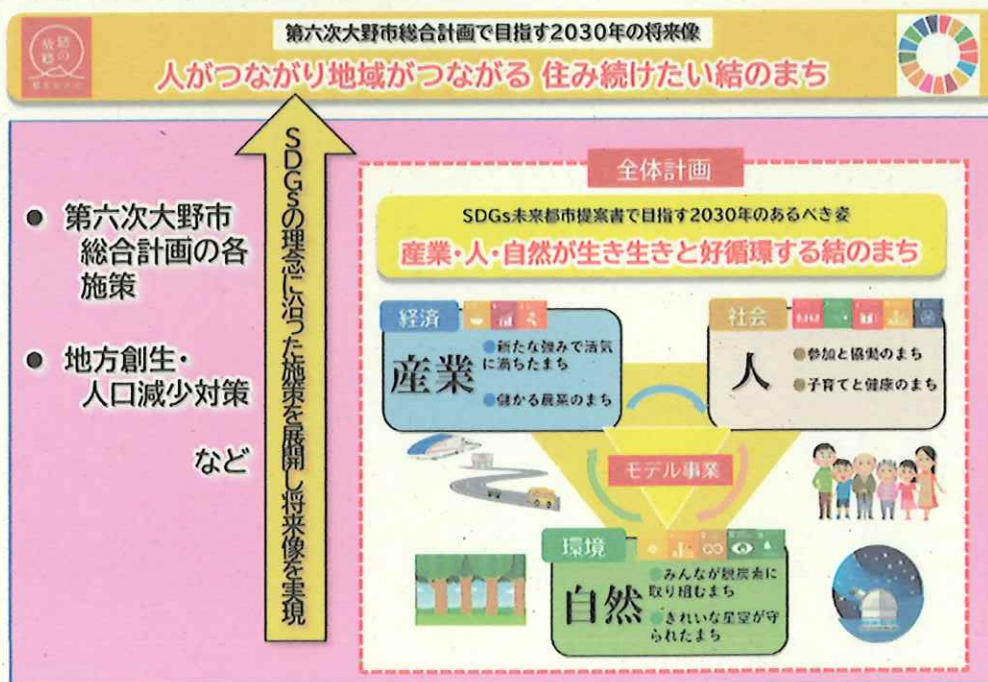 第六次大野市総合計画で目指す2030年の将来像
人がつながり地域がつながる 住み続けたい結のまち
結の
故郷
SDGsの理念に沿った施策を展開し将来像を実現
● 第六次大野市
総合計画の各
施策
● 地方創生・
人口減少対策
など
全体計画
SDGs未来都市提案書で目指す2030年のあるべき姿
産業・人・自然が生き生きと好循環する結のまち
経済
産業
●新たな強みで活気
に満ちたまち
●儲かる農業のまち
社会
人
●参加と協働のまち
●子育てと健康のまち
モデル事業
環境
自然
●みんなが脱炭素に
取り組むまち
●きれいな星空が守
られたまち